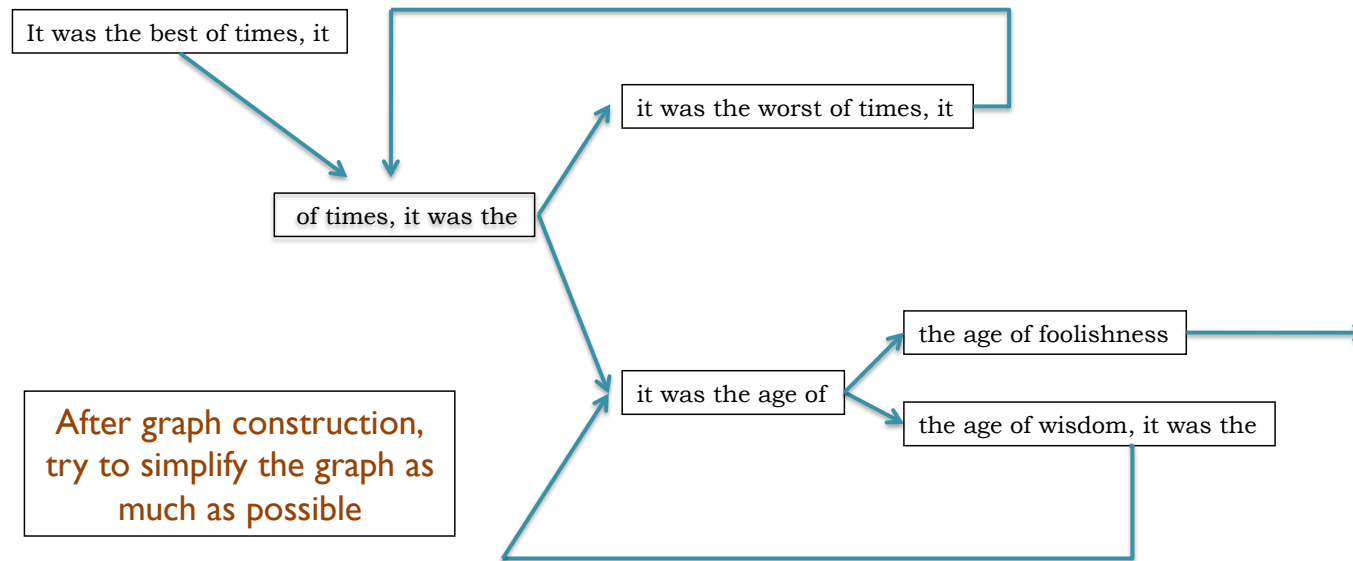 It was the best of times, it
it was the worst of times, it
of times, it was the
the age of foolishness
it was the age of
the age of wisdom, it was the
After graph construction,
try to simplify the graph as
much as possible